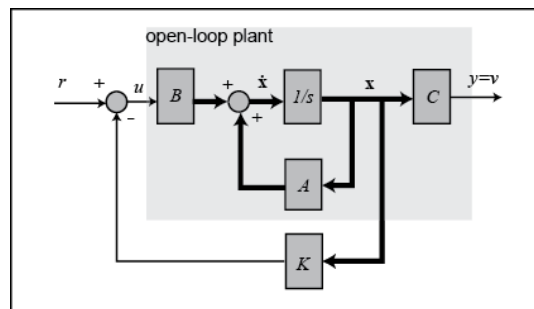 open-loop plant
r + - u B + + ẋ 1/s x C y=v
A
K